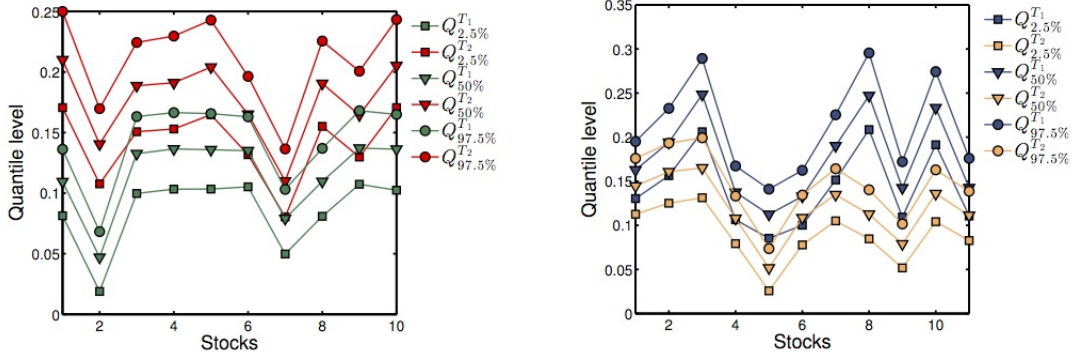 Quantile level
0.25
0.2
0.15
0.1
0.05
0
2 4 6 8 10
Stocks
Q^{T_1}_{2.5%}
Q^{T_2}_{2.5%}
Q^{T_1}_{50%}
Q^{T_2}_{50%}
Q^{T_1}_{97.5%}
Q^{T_2}_{97.5%}
Quantile level
0.35
0.3
0.25
0.2
0.15
0.1
0.05
0
2 4 6 8 10
Stocks
Q^{T_1}_{2.5%}
Q^{T_2}_{2.5%}
Q^{T_1}_{50%}
Q^{T_2}_{50%}
Q^{T_1}_{97.5%}
Q^{T_2}_{97.5%}